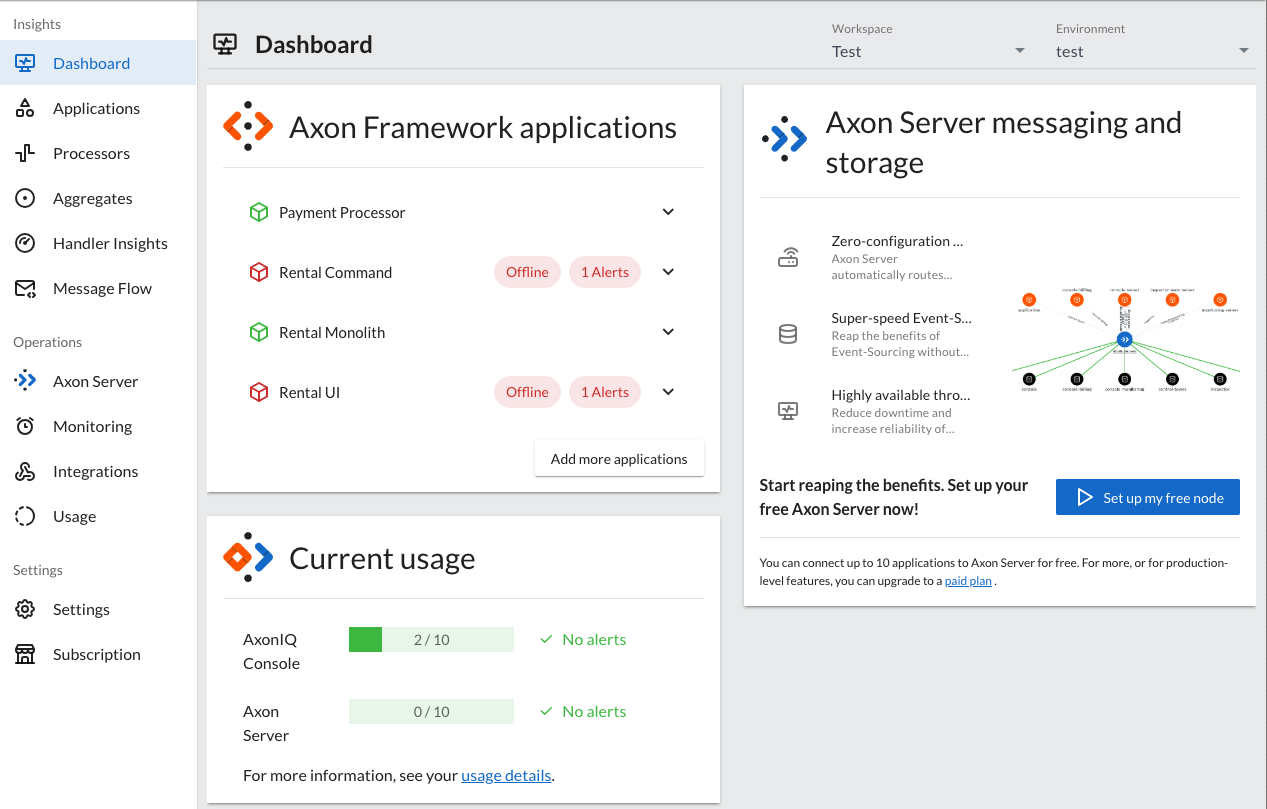 Insights
Dashboard
Applications
Processors
Aggregates
Handler Insights
Message Flow
Operations
Axon Server
Monitoring
Integrations
Usage
Settings
Settings
Subscription
Dashboard
Workspace
Test
Environment
test
Axon Framework applications
Payment Processor
Rental Command Offline 1 Alerts
Rental Monolith
Rental UI Offline 1 Alerts
Add more applications
Current usage
AxonIQ
Console
2 / 10
No alerts
Axon
Server
0 / 10
No alerts
For more information, see your usage details.
Axon Server messaging and
storage
Zero-configuration ...
Axon Server
automatically routes...
Super-speed Event-S...
Reap the benefits of
Event-Sourcing without...
Highly available thro...
Reduce downtime and
increase reliability of...
console-billing console-server inspector-axon-server
application monitoring-server
console console-billing console-monitoring control-tower inspector
Start reaping the benefits. Set up your
free Axon Server now!
Set up my free node
You can connect up to 10 applications to Axon Server for free. For more, or for production-
level features, you can upgrade to a paid plan .